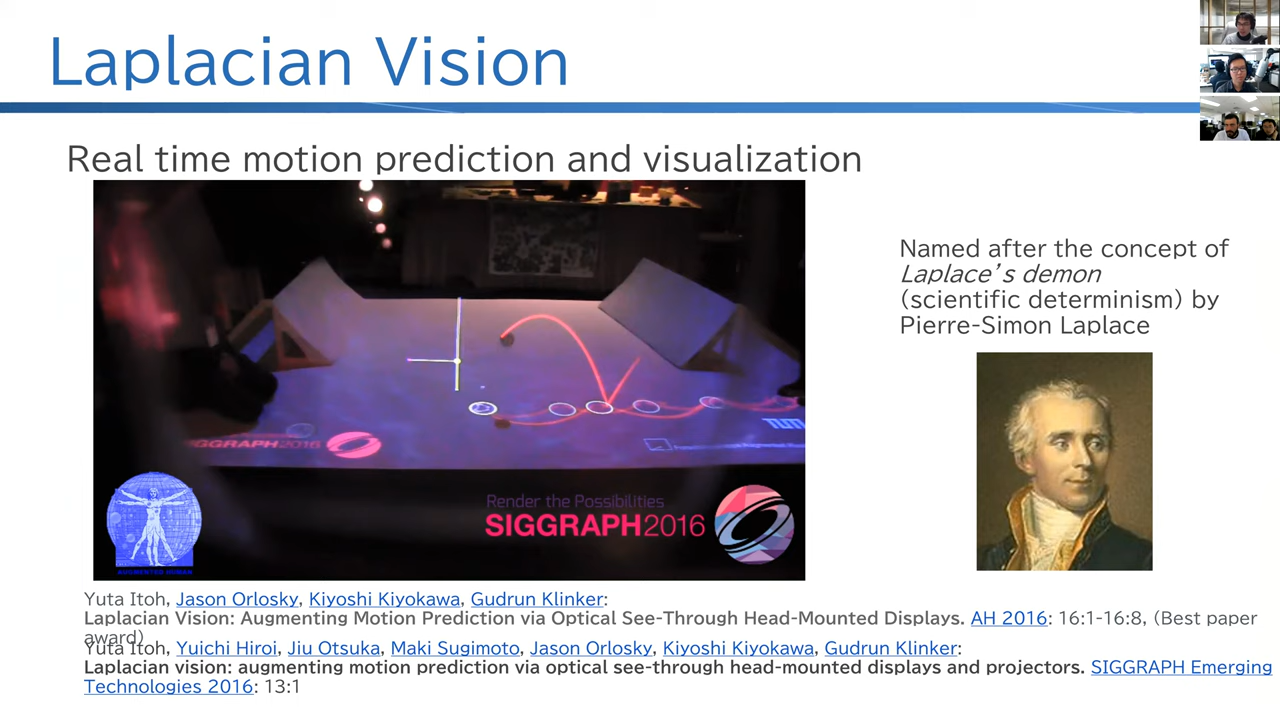 Laplacian Vision
Real time motion prediction and visualization
Named after the concept of
Laplace's demon
(scientific determinism) by
Pierre-Simon Laplace
SIGGRAPH2016
TUM
Render the Possibilities
SIGGRAPH2016
AUGMENTED HUMAN
Yuta Itoh, Jason Orlosky, Kiyoshi Kiyokawa, Gudrun Klinker:
Laplacian Vision: Augmenting Motion Prediction via Optical See-Through Head-Mounted Displays. AH 2016: 16:1-16:8, (Best paper
award)
Yuta Itoh, Yuichi Hiroi, Jiu Otsuka, Maki Sugimoto, Jason Orlosky, Kiyoshi Kiyokawa, Gudrun Klinker:
Laplacian vision: augmenting motion prediction via optical see-through head-mounted displays and projectors. SIGGRAPH Emerging
Technologies 2016: 13:1